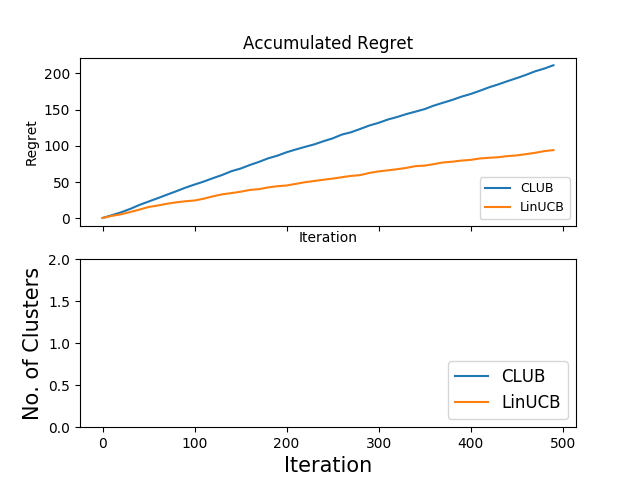 Accumulated Regret
Regret
200
150
100
50
0
CLUB
LinUCB
Iteration
No. of Clusters
2.0
1.5
1.0
0.5
0.0
CLUB
LinUCB
0 100 200 300 400 500
Iteration